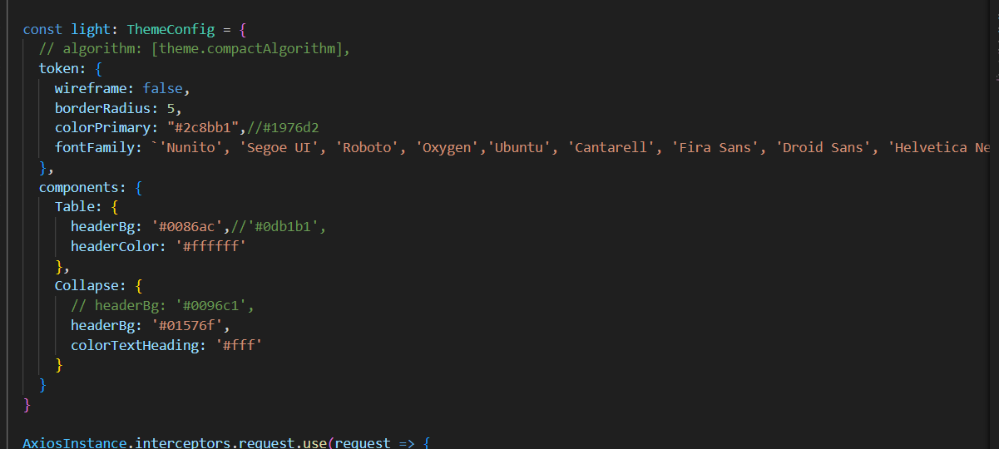 const light: ThemeConfig = {
// algorithm: [theme.compactAlgorithm],
token: {
wireframe: false,
borderRadius: 5,
colorPrimary: "#2c8bb1",//#1976d2
fontFamily: `'Nunito', 'Segoe UI', 'Roboto', 'Oxygen','Ubuntu', 'Cantarell', 'Fira Sans', 'Droid Sans', 'Helvetica Ne
},
components: {
Table: {
headerBg: '#0086ac',//'#0db1b1',
headerColor: '#ffffff'
},
Collapse: {
// headerBg: '#0096c1',
headerBg: '#01576f',
colorTextHeading: '#fff'
}
}
}
AxiosInstance.interceptors.request.use(request => {